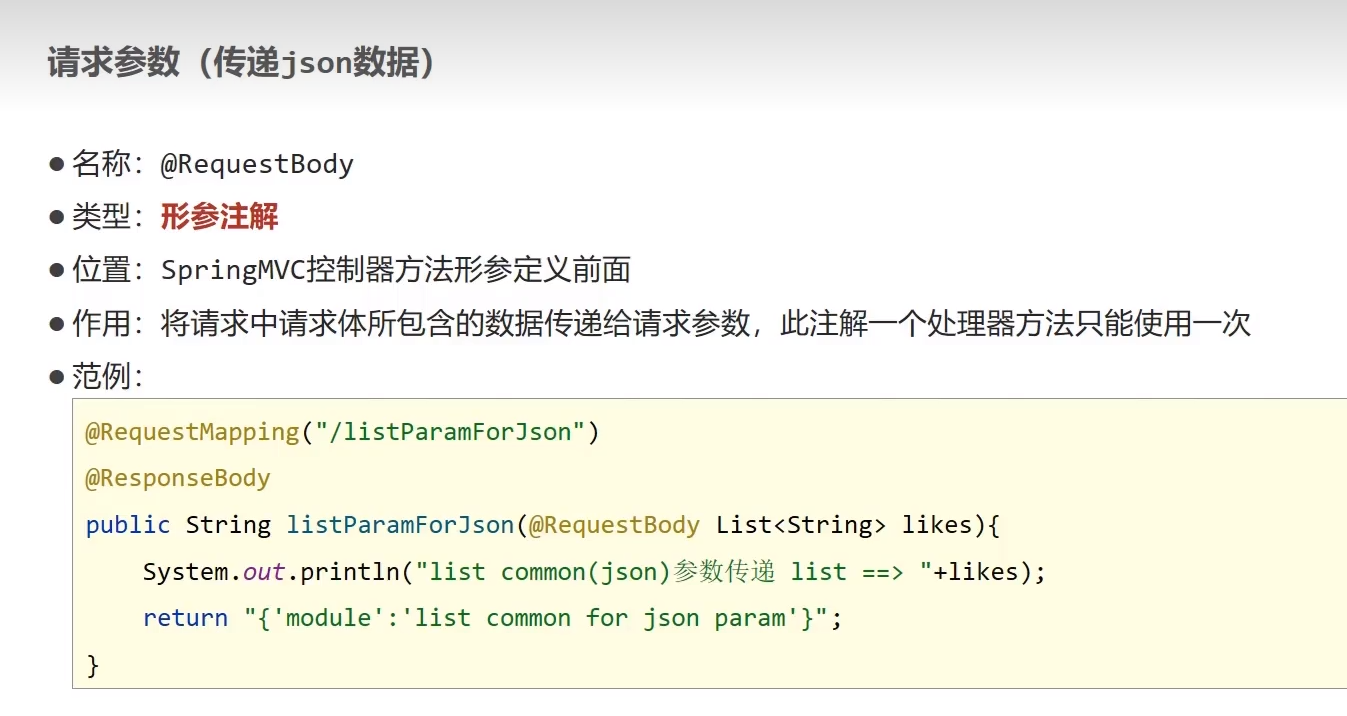 请求参数（传递json数据）
● 名称：@RequestBody
● 类型：形参注解
● 位置：SpringMVC控制器方法形参定义前面
● 作用：将请求中请求体所包含的数据传递给请求参数，此注解一个处理器方法只能使用一次
● 范例：
@RequestMapping("/listParamForJson")
@ResponseBody
public String listParamForJson(@RequestBody List<String> likes){
    System.out.println("list common(json)参数传递 list ==> "+likes);
    return "{'module':'list common for json param'}";
}